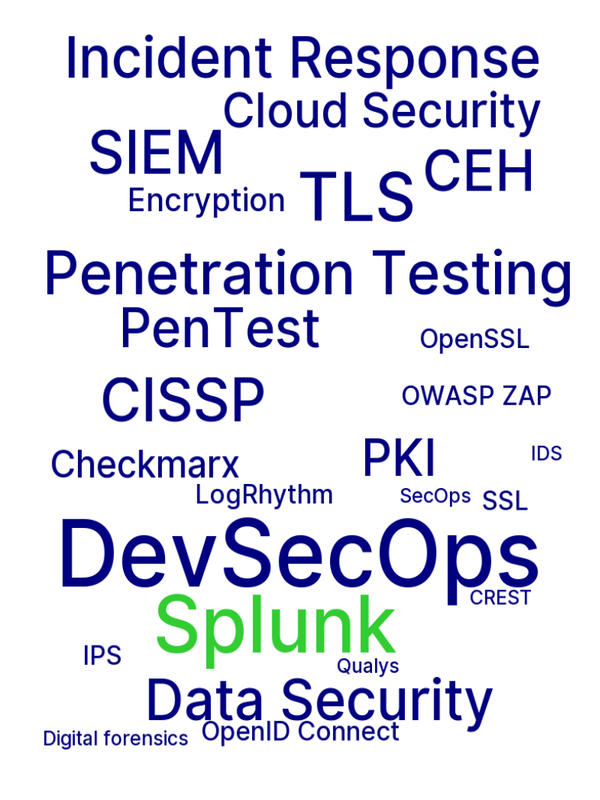 Incident Response
Cloud Security
SIEM
CEH
Encryption
TLS
Penetration Testing
PenTest
OpenSSL
CISSP
OWASP ZAP
Checkmarx
PKI
IDS
LogRhythm
SecOps
SSL
DevSecOps
CREST
Splunk
IPS
Qualys
Data Security
OpenID Connect
Digital forensics